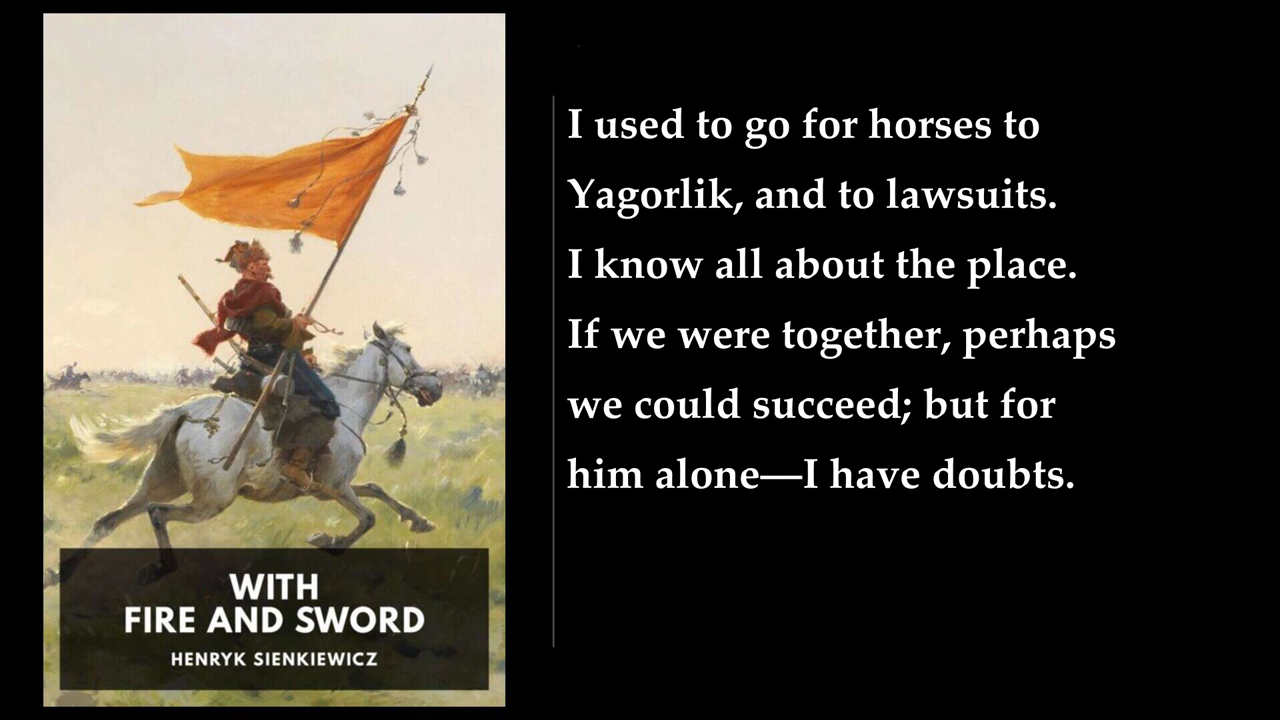 WITH
FIRE AND SWORD
HENRYK SIENKIEWICZ
I used to go for horses to
Yagorlik, and to lawsuits.
I know all about the place.
If we were together, perhaps
we could succeed; but for
him alone—I have doubts.